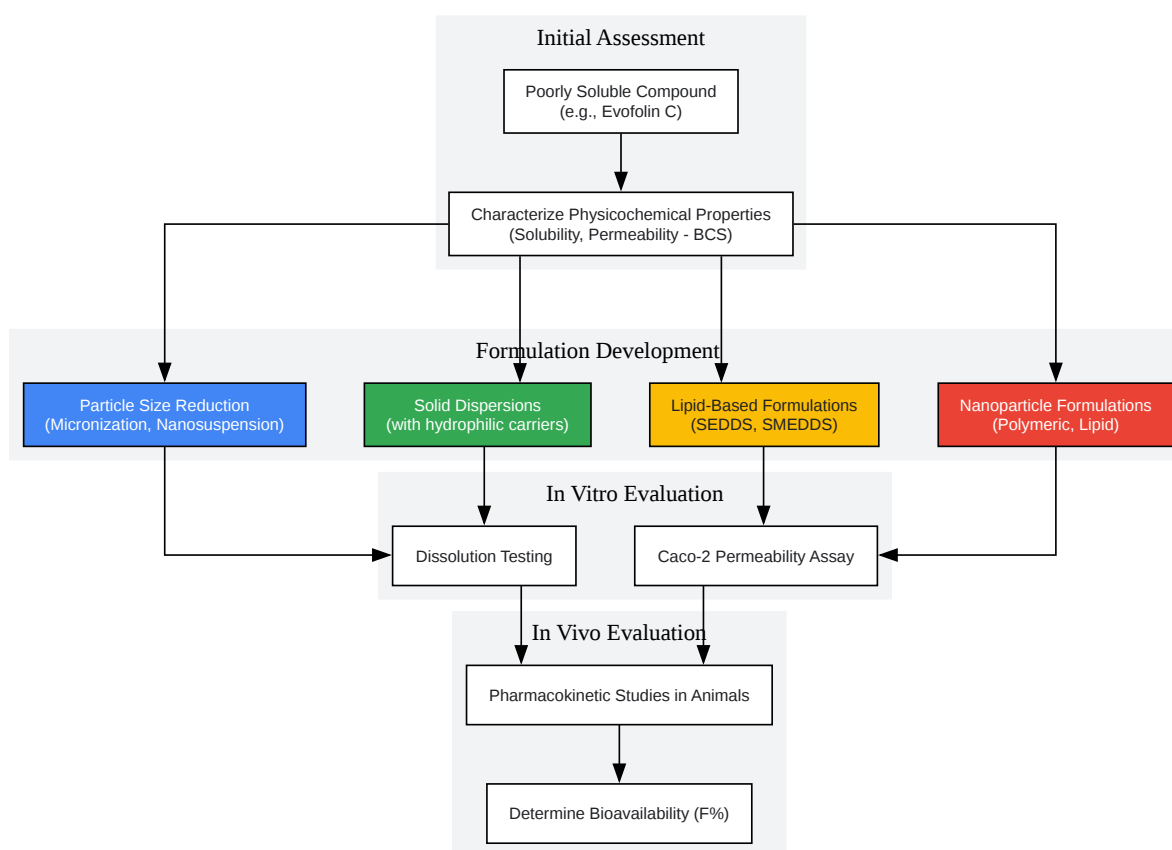 Initial Assessment
Poorly Soluble Compound
(e.g., Evofolin C)
Characterize Physicochemical Properties
(Solubility, Permeability - BCS)
Formulation Development
Particle Size Reduction
(Micronization, Nanosuspension)
Solid Dispersions
(with hydrophilic carriers)
Lipid-Based Formulations
(SEDDS, SMEDDS)
Nanoparticle Formulations
(Polymeric, Lipid)
In Vitro Evaluation
Dissolution Testing
Caco-2 Permeability Assay
In Vivo Evaluation
Pharmacokinetic Studies in Animals
Determine Bioavailability (F%)